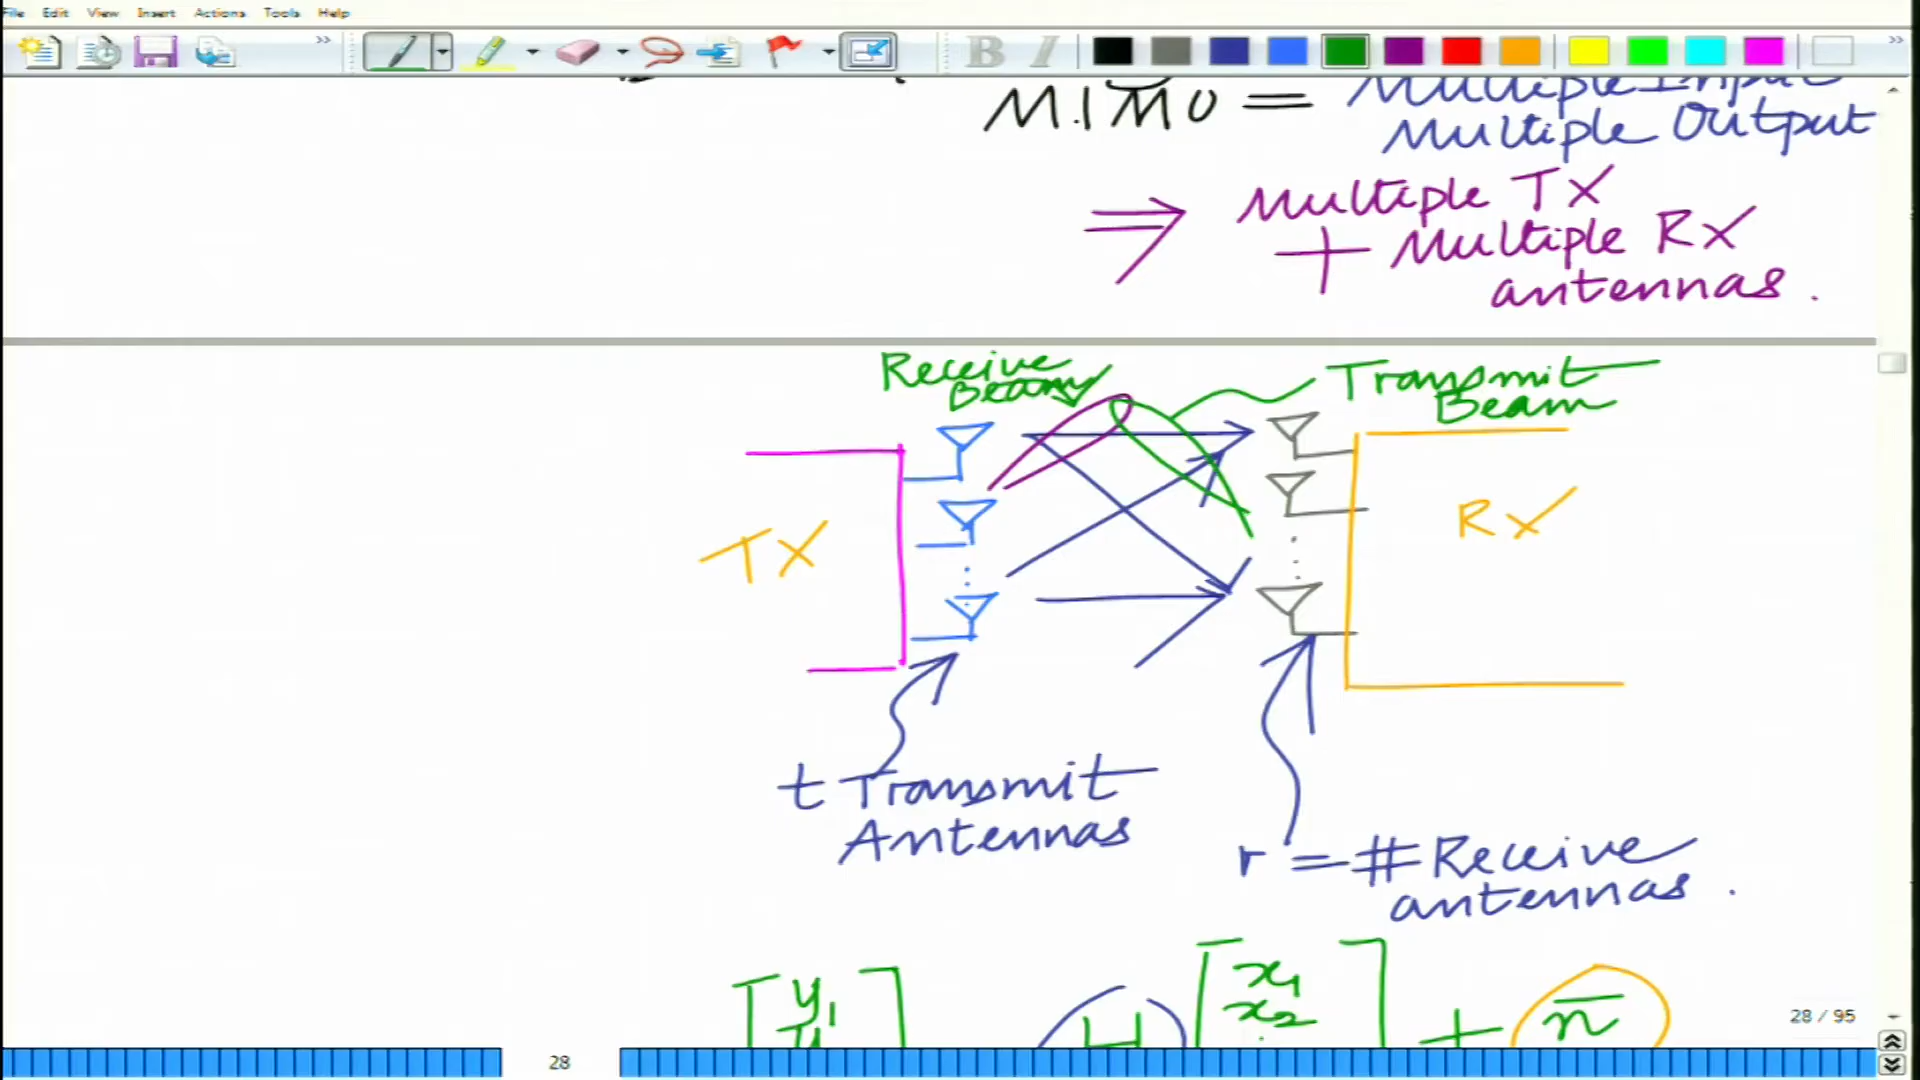 File Edit View Insert Actions Tools Help
B I
MIMO = Multiple Input
Multiple Output
⇒ Multiple TX
+ Multiple RX
antennas.
Receive
Beam
Transmit
Beam
TX
RX
t Transmit
Antennas
r = # Receive
antennas.
y1
H
x1
x2
+ n̅
28 / 95
28